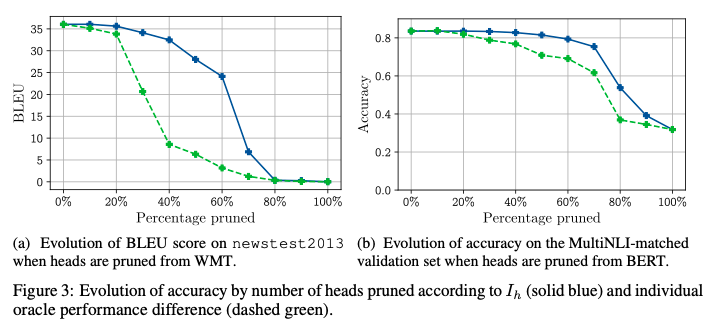 BLEU
35
30
25
20
15
10
5
0
0%
20%
40%
60%
80%
100%
Percentage pruned
Accuracy
0.8
0.6
0.4
0.2
0.0
0%
20%
40%
60%
80%
100%
Percentage pruned
(a) Evolution of BLEU score on newstest2013
when heads are pruned from WMT.
(b) Evolution of accuracy on the MultiNLI-matched
validation set when heads are pruned from BERT.
Figure 3: Evolution of accuracy by number of heads pruned according to Iₕ (solid blue) and individual
oracle performance difference (dashed green).